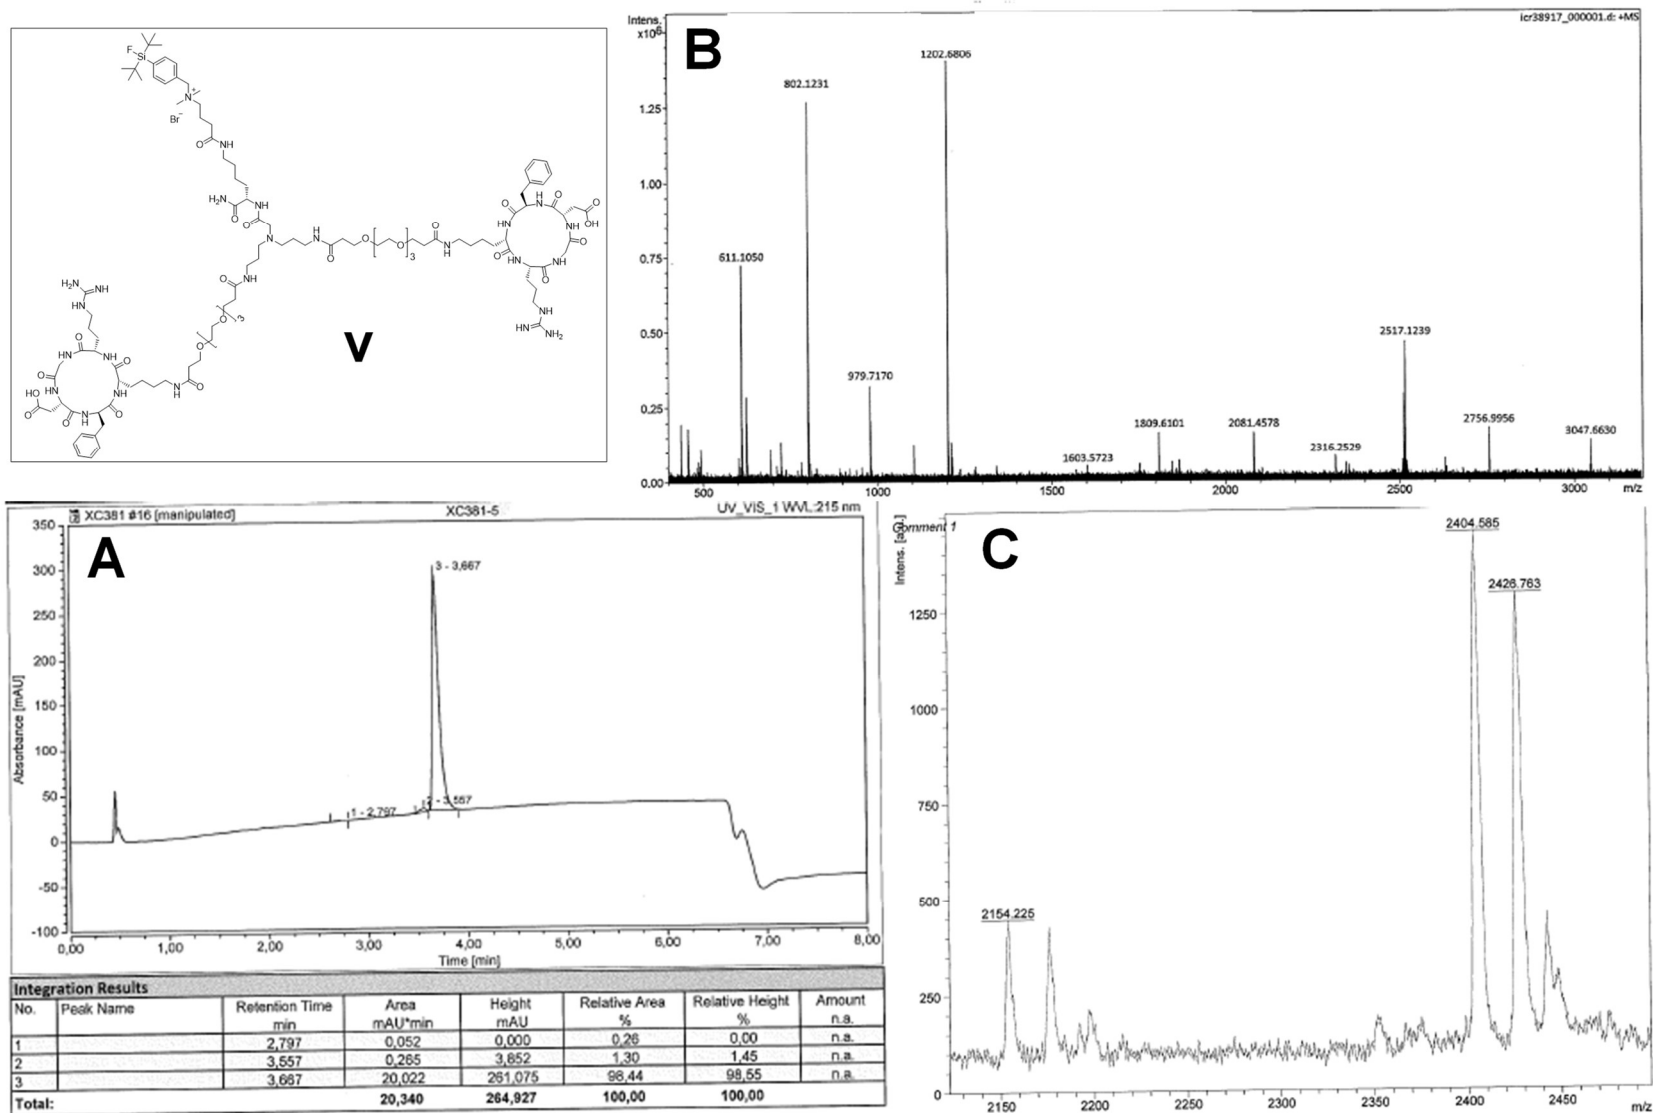 V
B
Intens.
x10⁶
icr38917_000001.d: +MS
1202.6806
802.1231
1.25
1.00
0.75
611.1050
0.50
2517.1239
979.7170
0.25
1809.6101
2081.4578
2756.9956
3047.6630
1603.5723
2316.2529
0.00
500
1000
1500
2000
2500
3000
m/z
A
XC381 #16 [manipulated]
XC381-5
UV_VIS_1 WVL:215 nm
Absorbance [mAU]
350
300
250
200
150
100
50
0
-50
-100
3 - 3,667
1 - 2,797
2 - 3,557
0,00
1,00
2,00
3,00
4,00
5,00
6,00
7,00
8,00
Time [min]
Integration Results
No. Peak Name Retention Time Area Height Relative Area Relative Height Amount
min mAU*min mAU % % n.a.
1 2,797 0,052 0,000 0,26 0,00 n.a.
2 3,557 0,265 3,852 1,30 1,45 n.a.
3 3,667 20,022 261,075 98,44 98,55 n.a.
Total: 20,340 264,927 100,00 100,00
C
Comment 1
Intens. [a.u.]
2404.585
2426.763
2154.225
1250
1000
750
500
250
0
2150
2200
2250
2300
2350
2400
2450
m/z